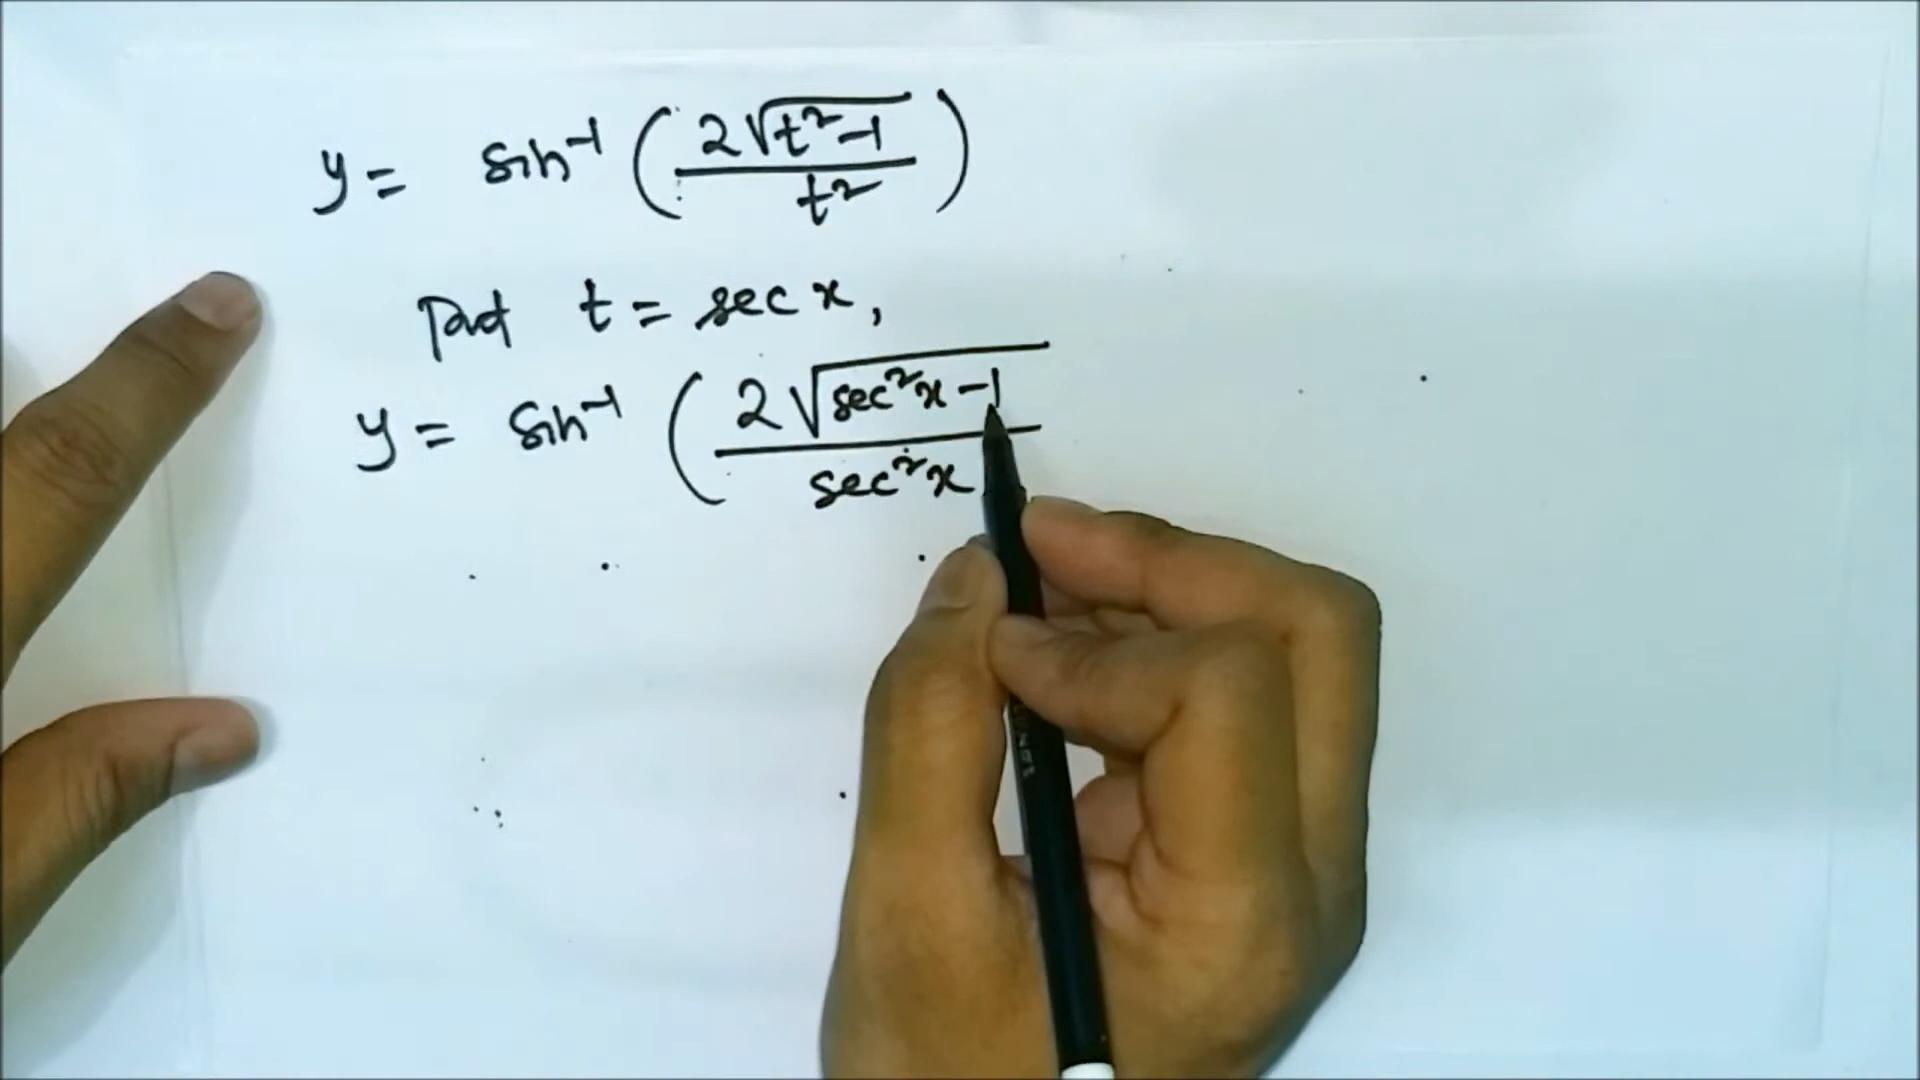 y = sin⁻¹ ( 2√(t²-1) / t² )
Put t = sec x,
y = sin⁻¹ ( 2√(sec²x - 1) / sec²x